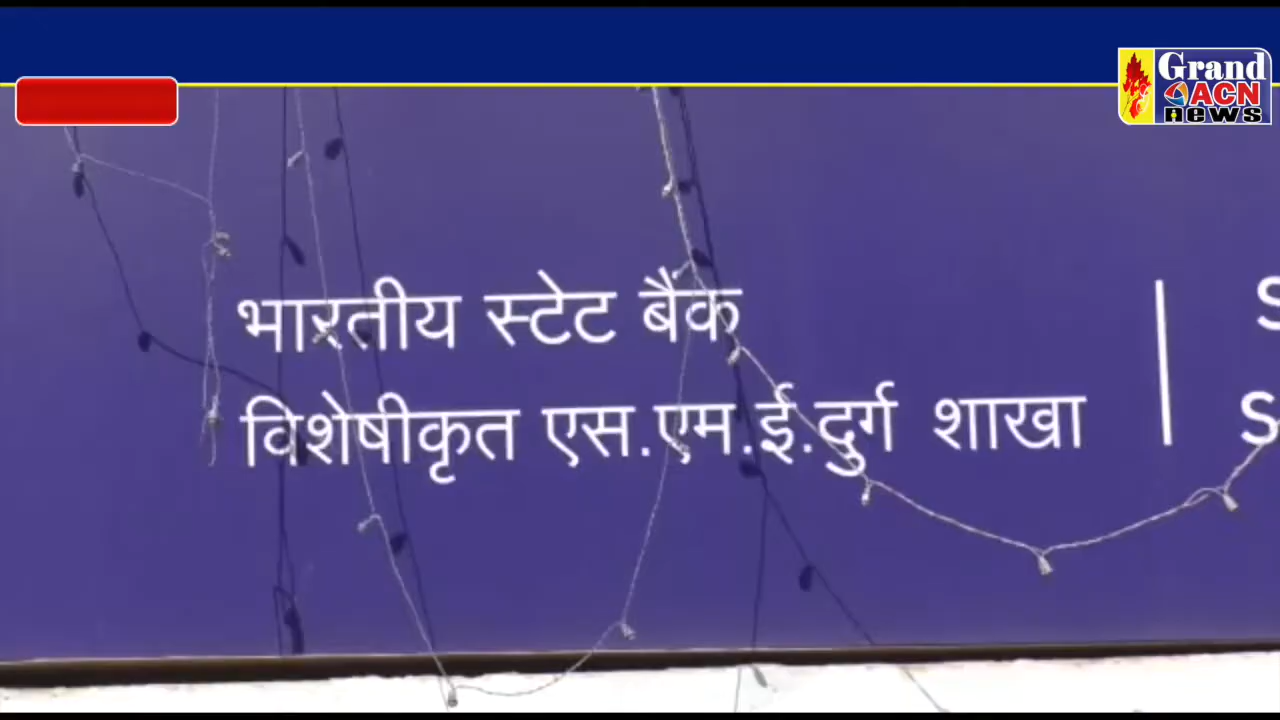 Grand
ACN
news
भारतीय स्टेट बैंक
विशेषीकृत एस.एम.ई.दुर्ग शाखा